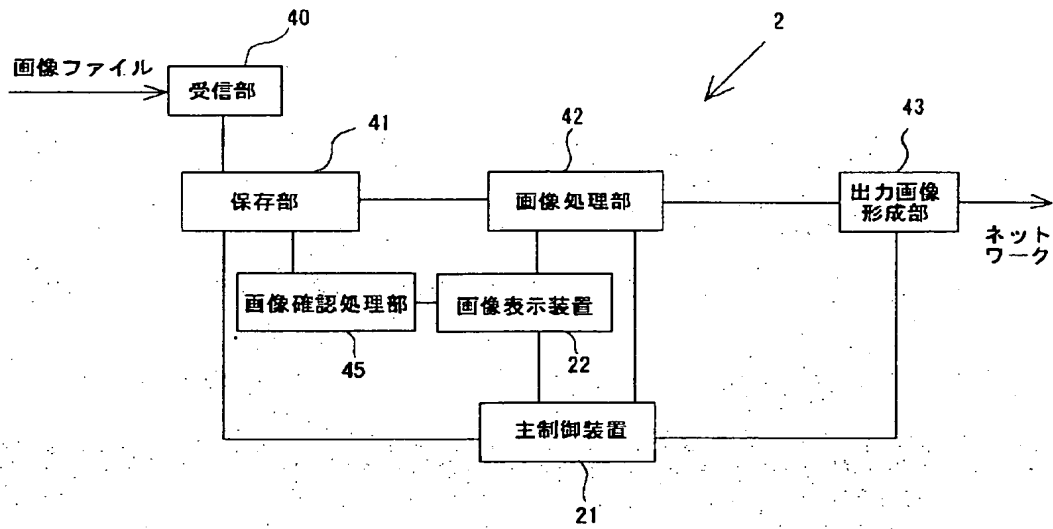 40
2
画像ファイル
受信部
41
42
43
保存部
画像処理部
出力画像
形成部
ネット
ワーク
画像確認処理部
画像表示装置
45
22
主制御装置
21